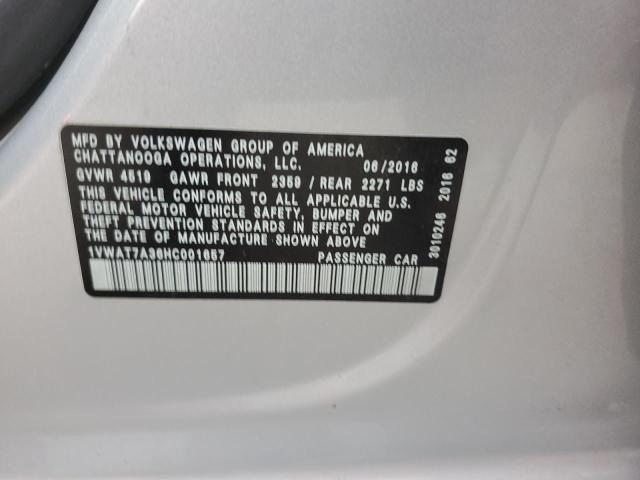 MFD BY VOLKSWAGEN GROUP OF AMERICA
CHATTANOOGA OPERATIONS, LLC. 06/2016
GVWR 4519 GAWR FRONT 2359 / REAR 2271 LBS
THIS VEHICLE CONFORMS TO ALL APPLICABLE U.S.
FEDERAL MOTOR VEHICLE SAFETY, BUMPER AND
THEFT PREVENTION STANDARDS IN EFFECT ON
THE DATE OF MANUFACTURE SHOWN ABOVE
1VWAT7A36HC001657 PASSENGER CAR
3010246 2016 62